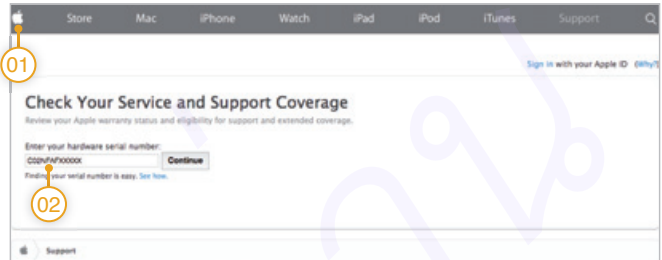 Store Mac iPhone Watch iPad iPod iTunes Support
01
Sign in with your Apple ID (Why?)
Check Your Service and Support Coverage
Review your Apple warranty status and eligibility for support and extended coverage.
Enter your hardware serial number:
Continue
Finding your serial number is easy. See how.
02
Support